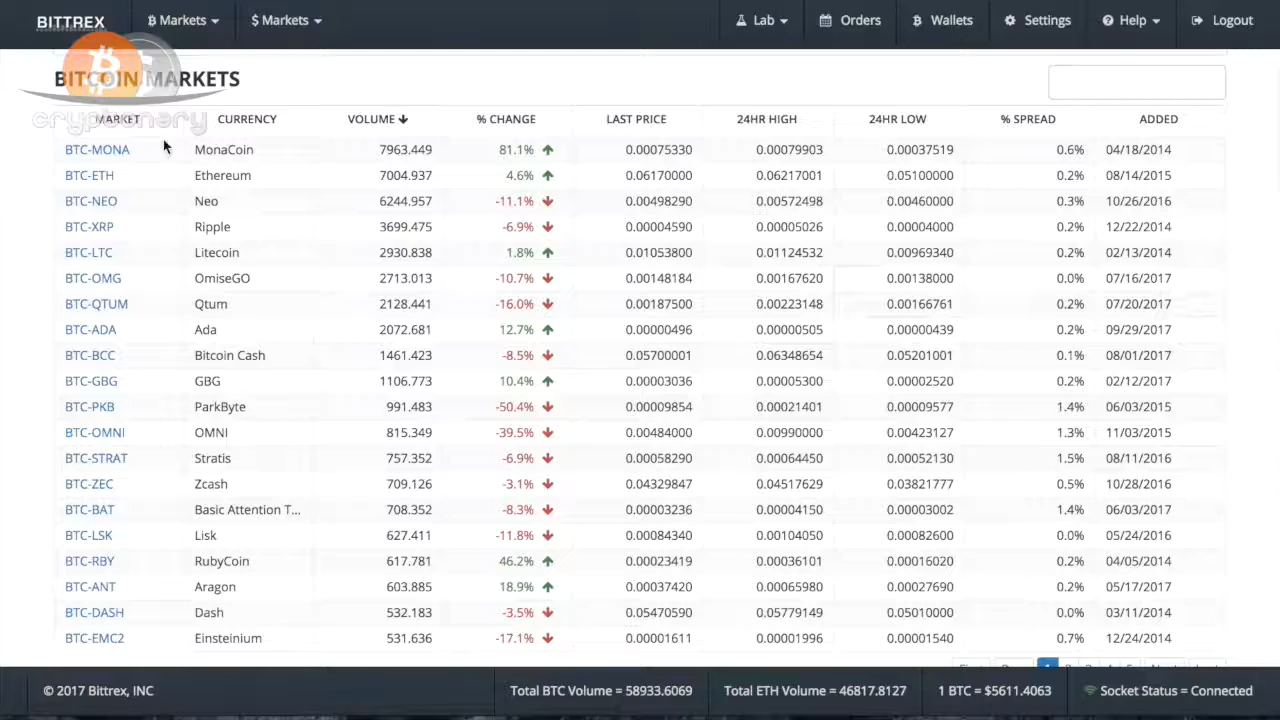 BITTREX Markets $ Markets Lab Orders Wallets Settings Help Logout
BITCOIN MARKETS
cryptonary
MARKET CURRENCY VOLUME % CHANGE LAST PRICE 24HR HIGH 24HR LOW % SPREAD ADDED
BTC-MONA MonaCoin 7963.449 81.1% 0.00075330 0.00079903 0.00037519 0.6% 04/18/2014
BTC-ETH Ethereum 7004.937 4.6% 0.06170000 0.06217001 0.05100000 0.2% 08/14/2015
BTC-NEO Neo 6244.957 -11.1% 0.00498290 0.00572498 0.00460000 0.3% 10/26/2016
BTC-XRP Ripple 3699.475 -6.9% 0.00004590 0.00005026 0.00004000 0.2% 12/22/2014
BTC-LTC Litecoin 2930.838 1.8% 0.01053800 0.01124532 0.00969340 0.2% 02/13/2014
BTC-OMG OmiseGO 2713.013 -10.7% 0.00148184 0.00167620 0.00138000 0.0% 07/16/2017
BTC-QTUM Qtum 2128.441 -16.0% 0.00187500 0.00223148 0.00166761 0.2% 07/20/2017
BTC-ADA Ada 2072.681 12.7% 0.00000496 0.00000505 0.00000439 0.2% 09/29/2017
BTC-BCC Bitcoin Cash 1461.423 -8.5% 0.05700001 0.06348654 0.05201001 0.1% 08/01/2017
BTC-GBG GBG 1106.773 10.4% 0.00003036 0.00005300 0.00002520 0.2% 02/12/2017
BTC-PKB ParkByte 991.483 -50.4% 0.00009854 0.00021401 0.00009577 1.4% 06/03/2015
BTC-OMNI OMNI 815.349 -39.5% 0.00484000 0.00990000 0.00423127 1.3% 11/03/2015
BTC-STRAT Stratis 757.352 -6.9% 0.00058290 0.00064450 0.00052130 1.5% 08/11/2016
BTC-ZEC Zcash 709.126 -3.1% 0.04329847 0.04517629 0.03821777 0.5% 10/28/2016
BTC-BAT Basic Attention T... 708.352 -8.3% 0.00003236 0.00004150 0.00003002 1.4% 06/03/2017
BTC-LSK Lisk 627.411 -11.8% 0.00084340 0.00104050 0.00082600 0.0% 05/24/2016
BTC-RBY RubyCoin 617.781 46.2% 0.00023419 0.00036101 0.00016020 0.2% 04/05/2014
BTC-ANT Aragon 603.885 18.9% 0.00037420 0.00065980 0.00027690 0.2% 05/17/2017
BTC-DASH Dash 532.183 -3.5% 0.05470590 0.05779149 0.05010000 0.0% 03/11/2014
BTC-EMC2 Einsteinium 531.636 -17.1% 0.00001611 0.00001996 0.00001540 0.7% 12/24/2014
© 2017 Bittrex, INC Total BTC Volume = 58933.6069 Total ETH Volume = 46817.8127 1 BTC = $5611.4063 Socket Status = Connected